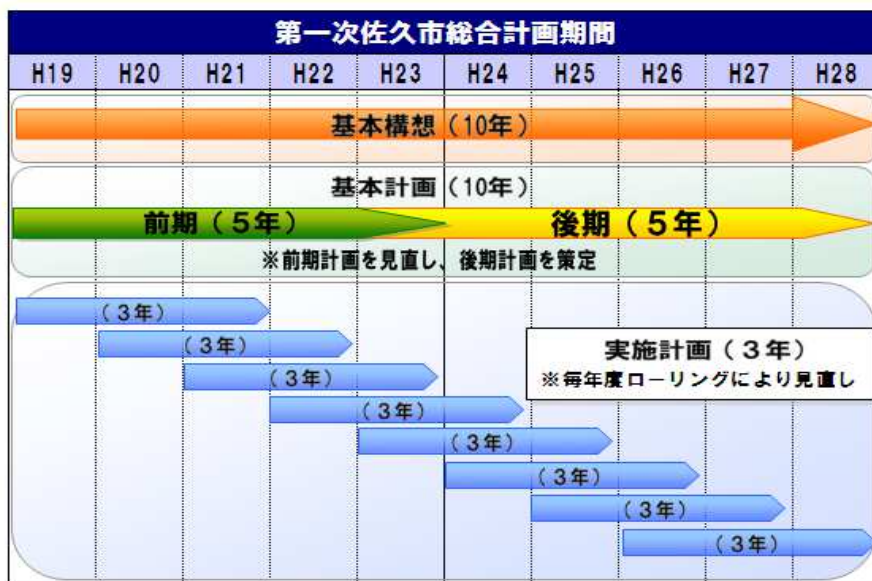 第一次佐久市総合計画期間
H19 H20 H21 H22 H23 H24 H25 H26 H27 H28
基本構想（10年）
基本計画（10年）
前期（５年） 後期（５年）
※前期計画を見直し、後期計画を策定
（３年）
（３年）
（３年）
（３年）
（３年）
（３年）
（３年）
（３年）
実施計画（３年）
※毎年度ローリングにより見直し